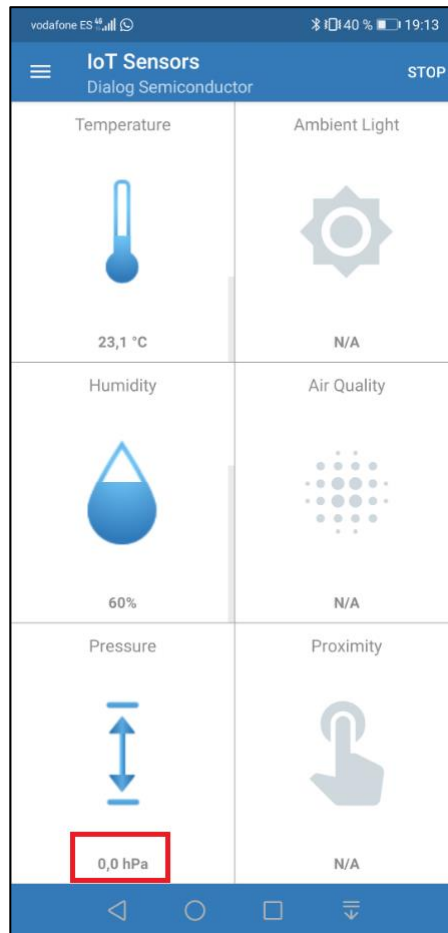 vodafone ES 4G 40 % 19:13
IoT Sensors
Dialog Semiconductor
STOP
Temperature
Ambient Light
23,1 °C
N/A
Humidity
Air Quality
60%
N/A
Pressure
Proximity
0,0 hPa
N/A